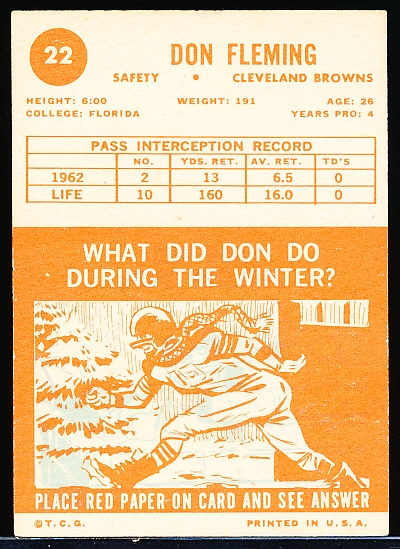 22
DON FLEMING
SAFETY • CLEVELAND BROWNS
HEIGHT: 6:00 WEIGHT: 191 AGE: 26
COLLEGE: FLORIDA YEARS PRO: 4
PASS INTERCEPTION RECORD
NO. YDS. RET. AV. RET. TD'S
1962 2 13 6.5 0
LIFE 10 160 16.0 0
WHAT DID DON DO
DURING THE WINTER?
PLACE RED PAPER ON CARD AND SEE ANSWER
©T.C.G. PRINTED IN U.S.A.